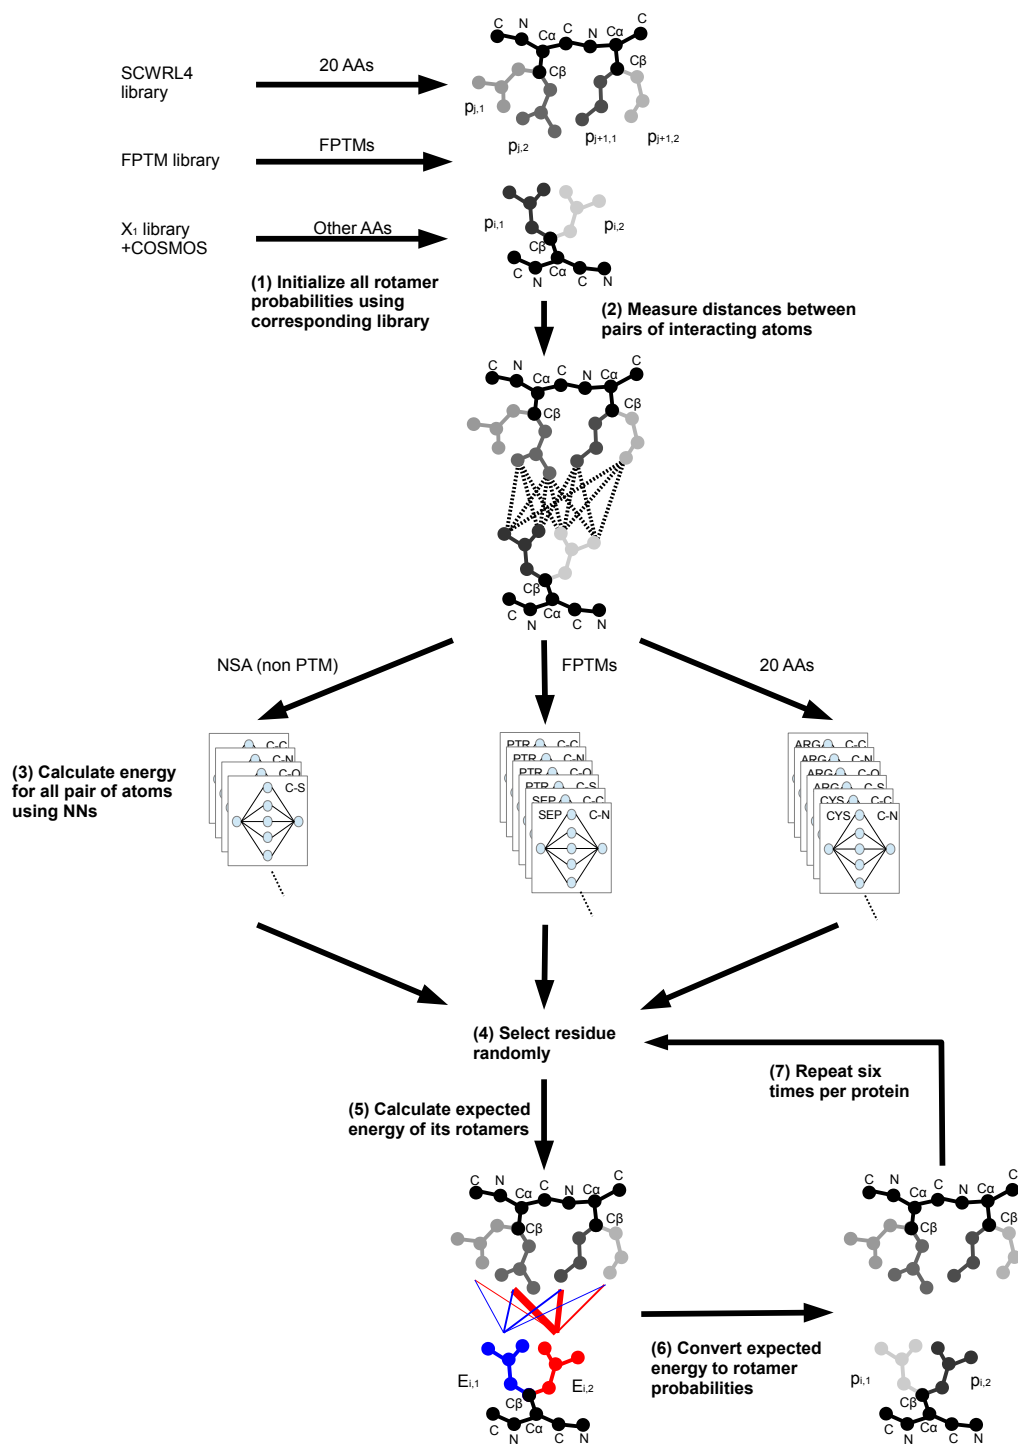 C
N
Cα
C
N
Cα
C
SCWRL4
library
20 AAs
Cβ
Cβ
pj,1
pj,2
pj+1,1
pj+1,2
FPTM library
FPTMs
X1 library
+COSMOS
Other AAs
pi,1
pi,2
Cβ
C
N
Cα
C
N
(1) Initialize all rotamer
probabilities using
corresponding library
(2) Measure distances between
pairs of interacting atoms
C
N
Cα
C
N
Cα
C
Cβ
Cβ
Cβ
C
N
Cα
C
N
NSA (non PTM)
FPTMs
20 AAs
(3) Calculate energy
for all pair of atoms
using NNs
C-C
C-N
C-O
C-S
PTR C-C
PTR C-N
PTR C-O
PTR C-S
SEP C-C
SEP C-N
ARG C-C
ARG C-N
ARG C-O
ARG C-S
CYS C-C
CYS C-N
(4) Select residue
randomly
(7) Repeat six
times per protein
(5) Calculate expected
energy of its rotamers
C
N
Cα
C
N
Cα
C
Cβ
Cβ
C
N
Cα
C
N
Cα
C
Cβ
Cβ
(6) Convert expected
energy to rotamer
probabilities
Ei,1
Ei,2
Cβ
C
N
Cα
C
N
pi,1
pi,2
Cβ
C
N
Cα
C
N